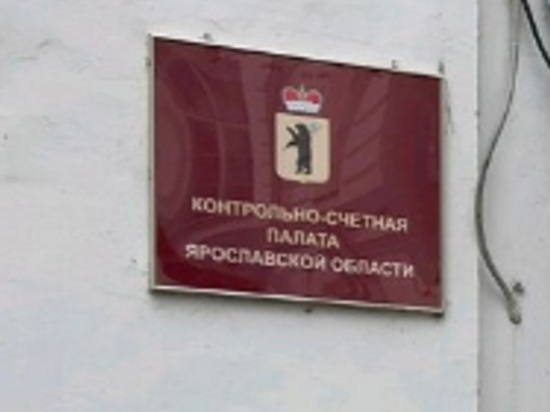 КОНТРОЛЬНО-СЧЕТНАЯ
ПАЛАТА
ЯРОСЛАВСКОЙ ОБЛАСТИ